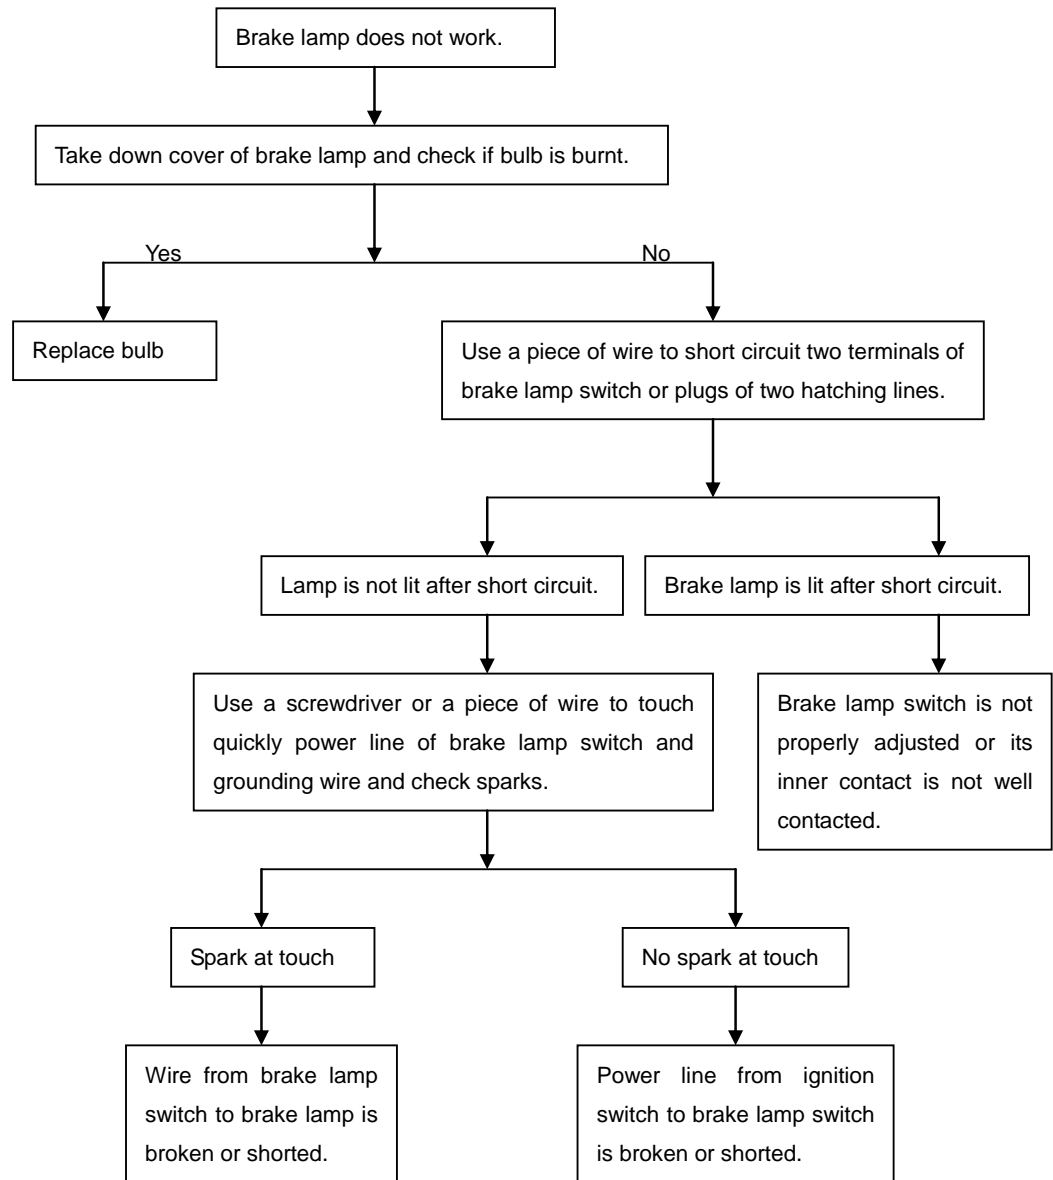 Brake lamp does not work.
Take down cover of brake lamp and check if bulb is burnt.
Yes
No
Replace bulb
Use a piece of wire to short circuit two terminals of
brake lamp switch or plugs of two hatching lines.
Lamp is not lit after short circuit.
Brake lamp is lit after short circuit.
Use a screwdriver or a piece of wire to touch
quickly power line of brake lamp switch and
grounding wire and check sparks.
Brake lamp switch is not
properly adjusted or its
inner contact is not well
contacted.
Spark at touch
No spark at touch
Wire from brake lamp
switch to brake lamp is
broken or shorted.
Power line from ignition
switch to brake lamp switch
is broken or shorted.